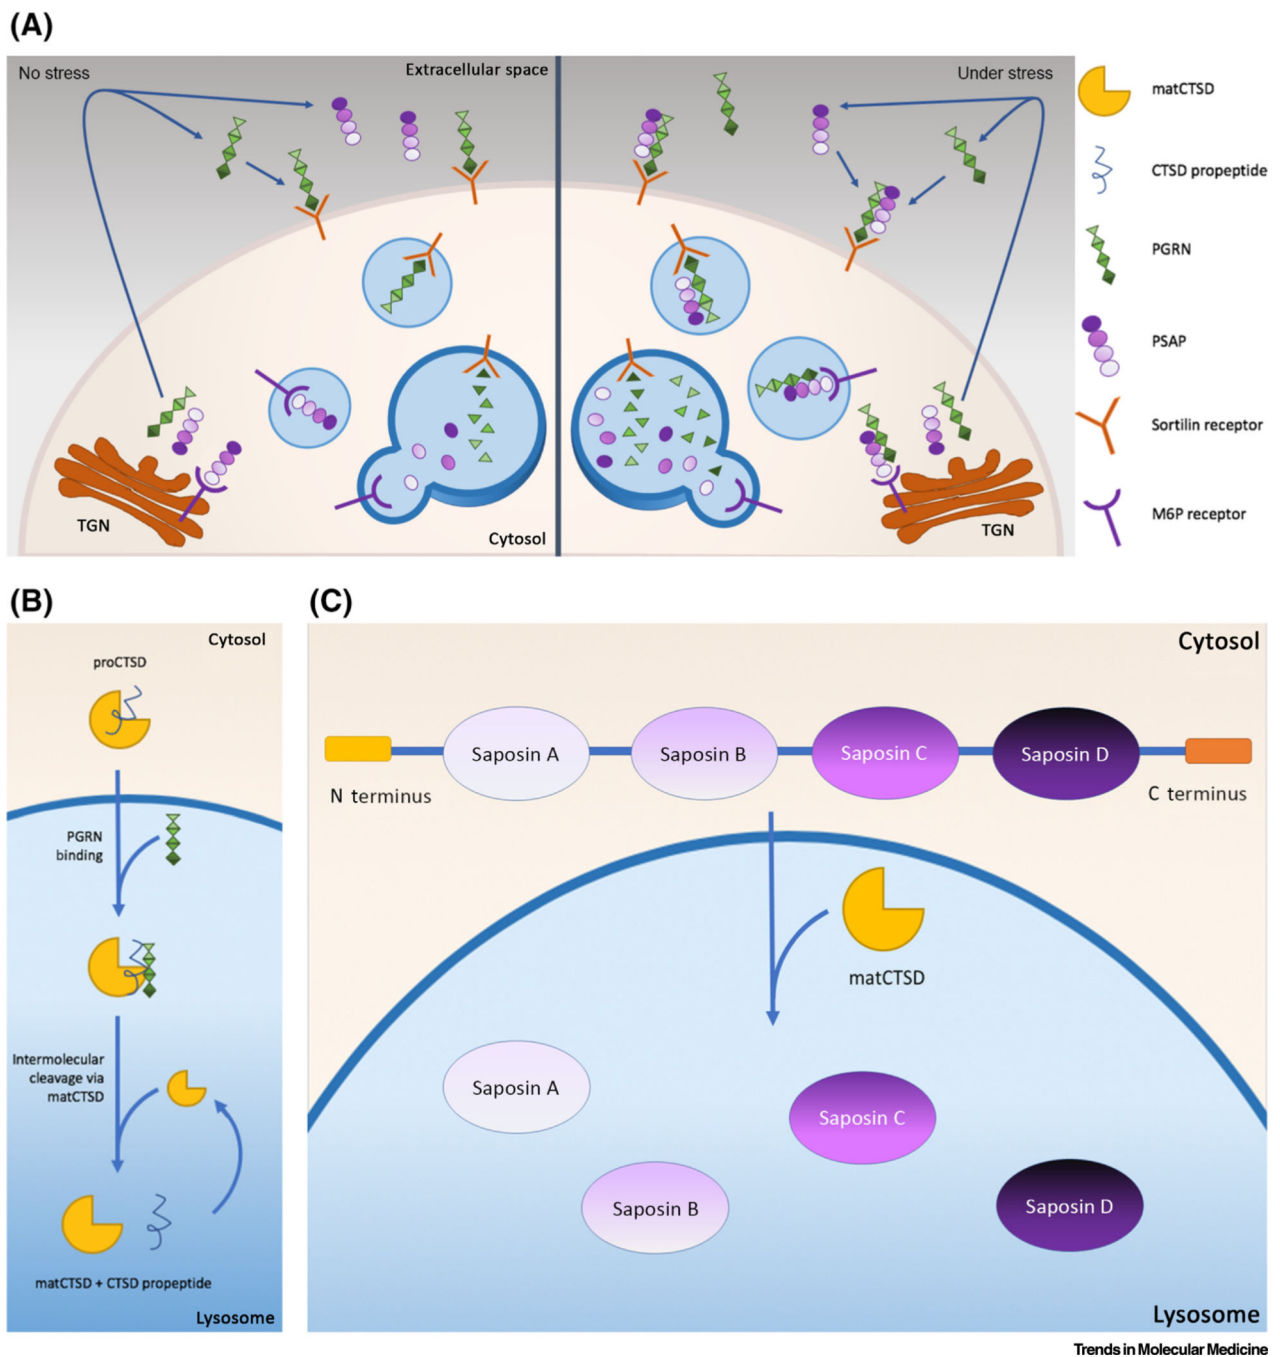 (A)
No stress
Extracellular space
Under stress
TGN
Cytosol
TGN
matCTSD
CTSD propeptide
PGRN
PSAP
Sortilin receptor
M6P receptor
(B)
Cytosol
proCTSD
PGRN
binding
Intermolecular
cleavage via
matCTSD
matCTSD + CTSD propeptide
Lysosome
(C)
Cytosol
Saposin A
Saposin B
Saposin C
Saposin D
N terminus
C terminus
matCTSD
Saposin A
Saposin C
Saposin B
Saposin D
Lysosome
Trends in Molecular Medicine